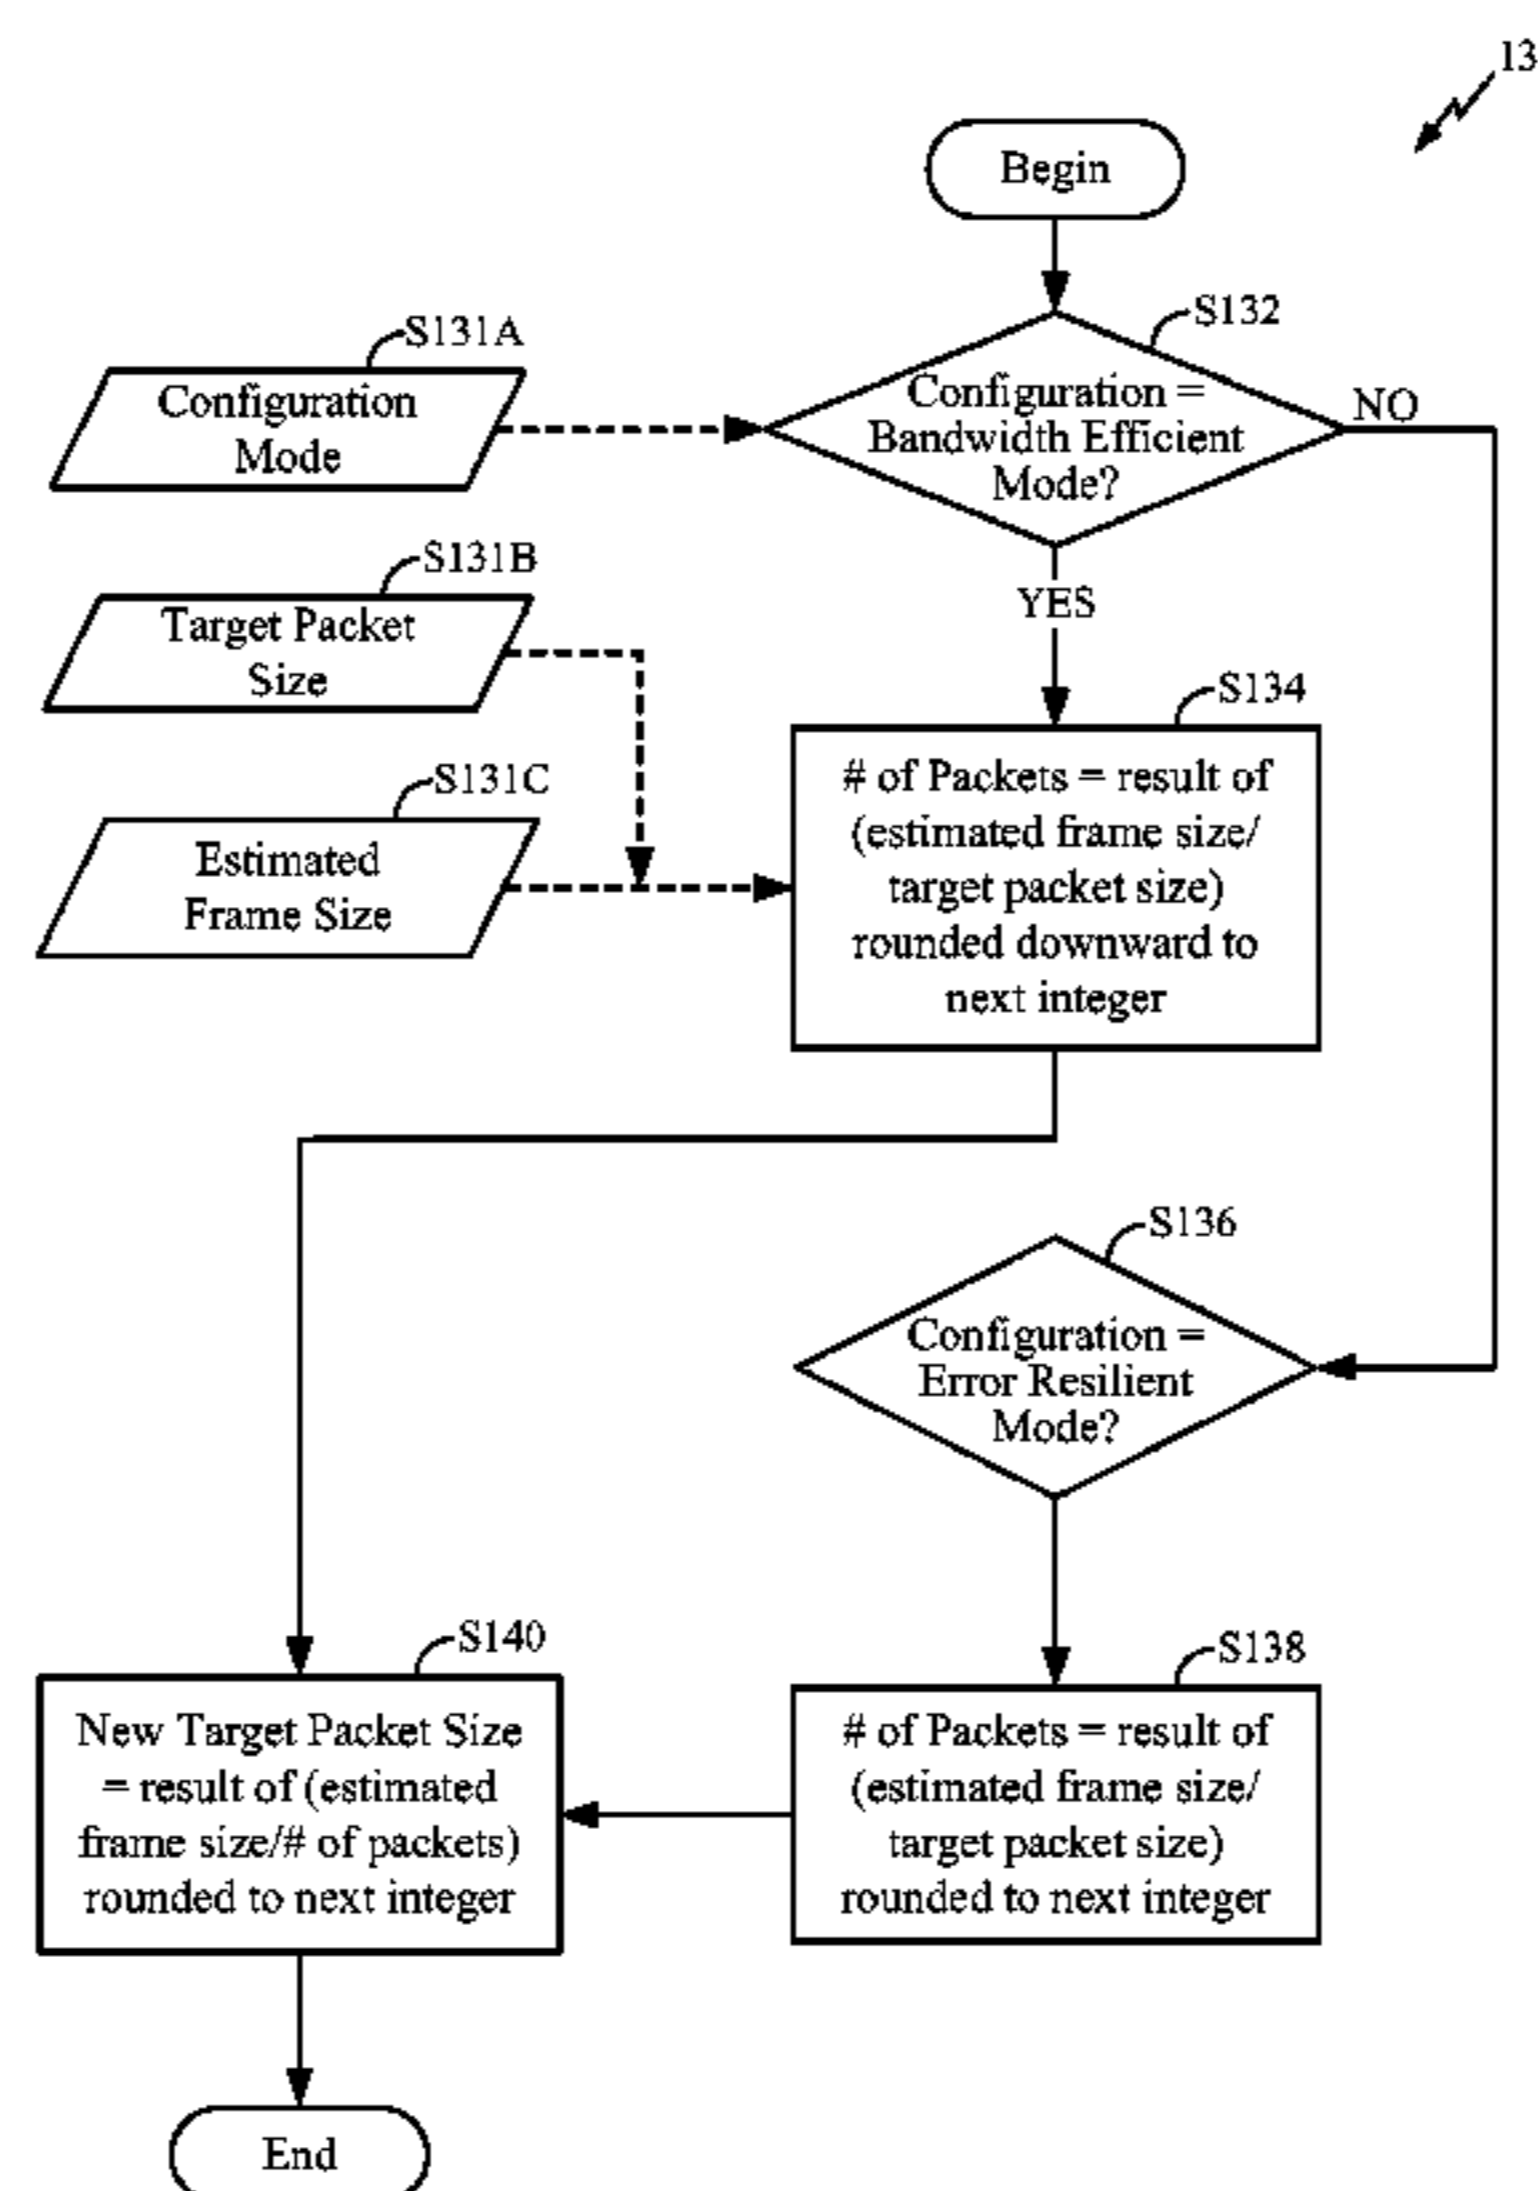 13
Begin
S132
Configuration =
Bandwidth Efficient
Mode?
NO
S131A
Configuration
Mode
YES
S131B
Target Packet
Size
S131C
Estimated
Frame Size
S134
# of Packets = result of
(estimated frame size/
target packet size)
rounded downward to
next integer
S136
Configuration =
Error Resilient
Mode?
S138
# of Packets = result of
(estimated frame size/
target packet size)
rounded to next integer
S140
New Target Packet Size
= result of (estimated
frame size/# of packets)
rounded to next integer
End